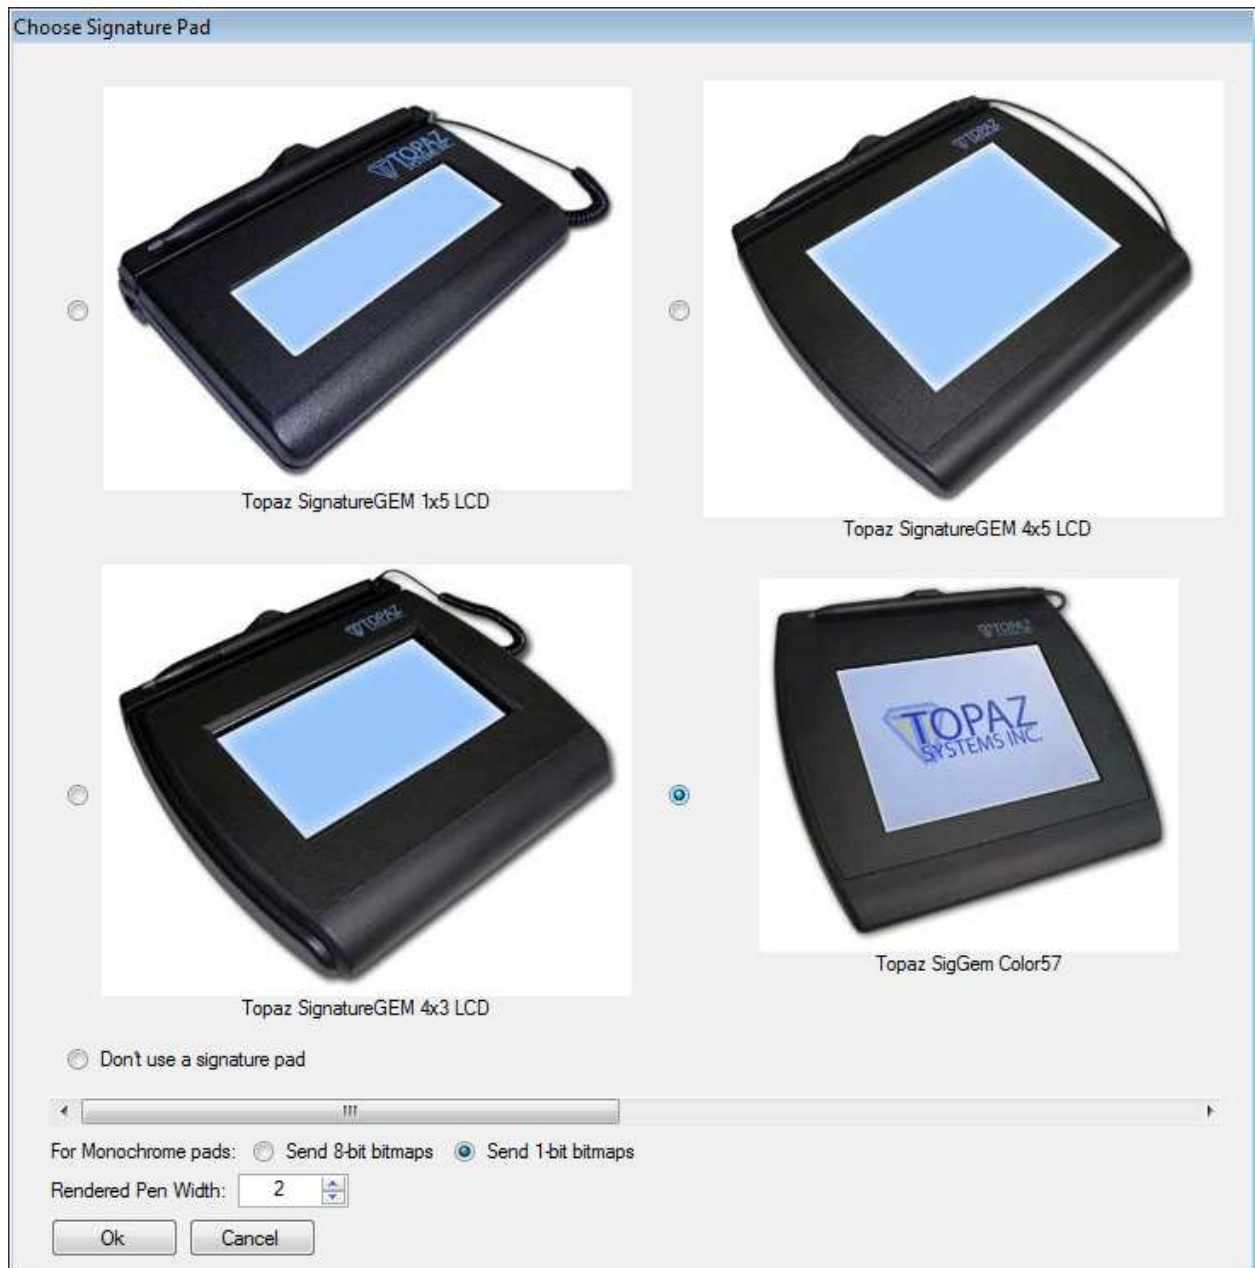 Choose Signature Pad
TOPAZ
TOPAZ
Topaz SignatureGEM 1x5 LCD
Topaz SignatureGEM 4x5 LCD
TOPAZ
TOPAZ
TOPAZ
SYSTEMS INC.
Topaz SigGem Color57
Topaz SignatureGEM 4x3 LCD
Don't use a signature pad
For Monochrome pads: Send 8-bit bitmaps Send 1-bit bitmaps
Rendered Pen Width: 2
Ok Cancel